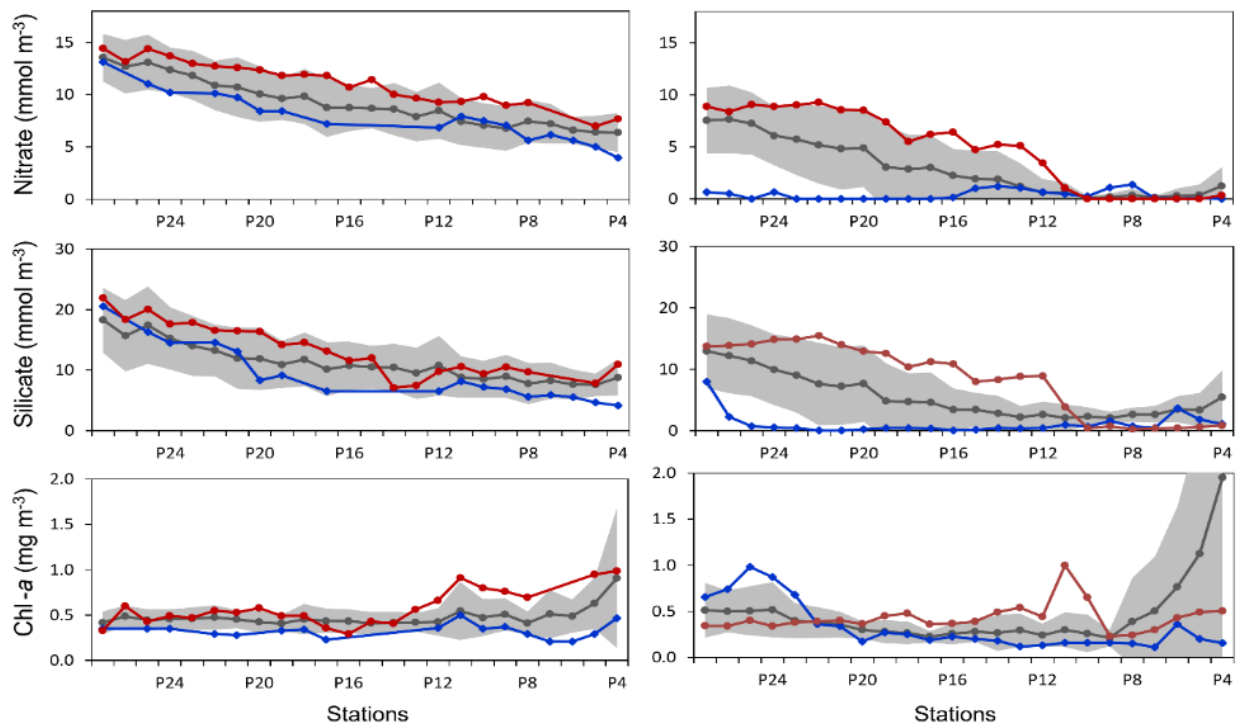 Nitrate (mmol m-3)
15
10
5
0
P24 P20 P16 P12 P8 P4
15
10
5
0
P24 P20 P16 P12 P8 P4
Silicate (mmol m-3)
30
20
10
0
P24 P20 P16 P12 P8 P4
30
20
10
0
P24 P20 P16 P12 P8 P4
Chl-a (mg m-3)
2.0
1.5
1.0
0.5
0.0
P24 P20 P16 P12 P8 P4
Stations
2.0
1.5
1.0
0.5
0.0
P24 P20 P16 P12 P8 P4
Stations